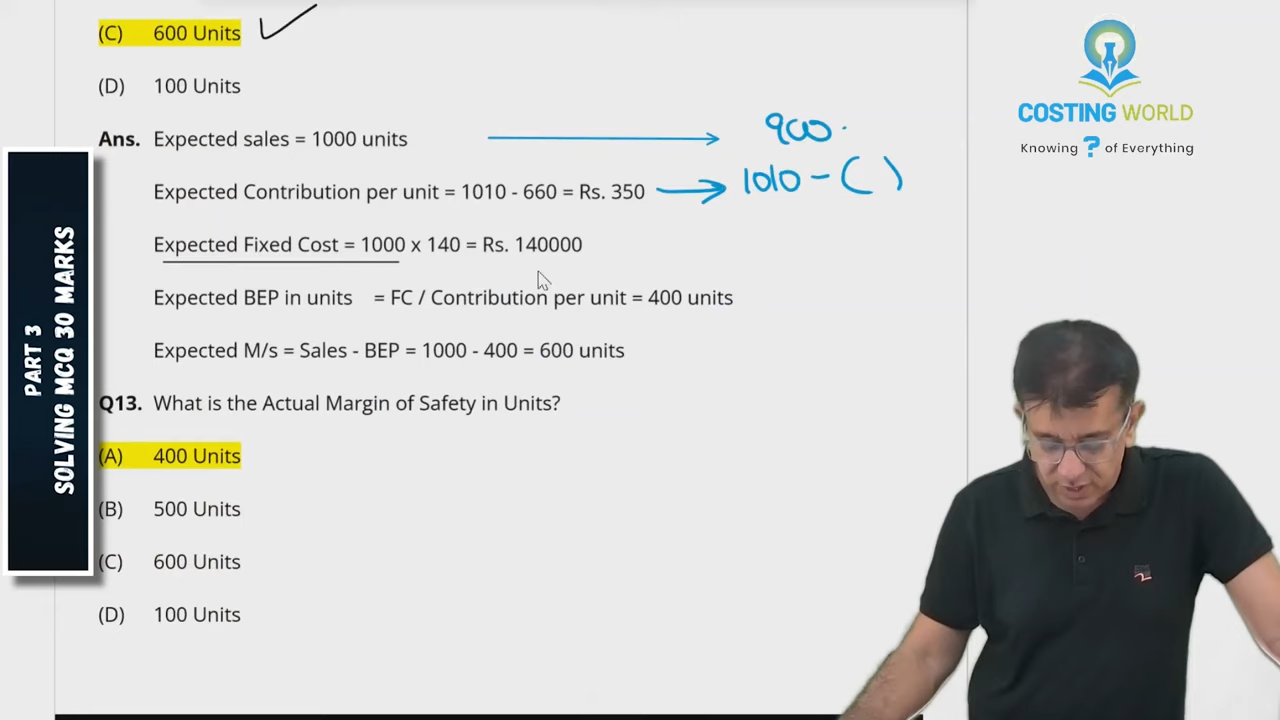 (C) 600 Units
(D) 100 Units
Ans. Expected sales = 1000 units
900.
Expected Contribution per unit = 1010 - 660 = Rs. 350
1010 - ( )
Expected Fixed Cost = 1000 x 140 = Rs. 140000
Expected BEP in units = FC / Contribution per unit = 400 units
Expected M/s = Sales - BEP = 1000 - 400 = 600 units
Q13. What is the Actual Margin of Safety in Units?
(A) 400 Units
(B) 500 Units
(C) 600 Units
(D) 100 Units
PART 3
SOLVING MCQ 30 MARKS
COSTING WORLD
Knowing ? of Everything